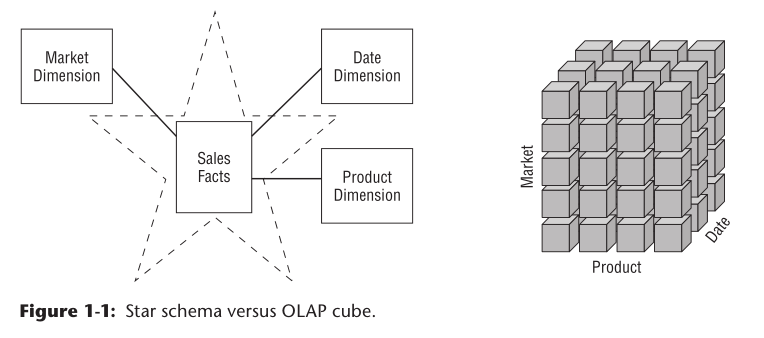 Market
Dimension
Date
Dimension
Sales
Facts
Product
Dimension
Market
Date
Product
Figure 1-1: Star schema versus OLAP cube.